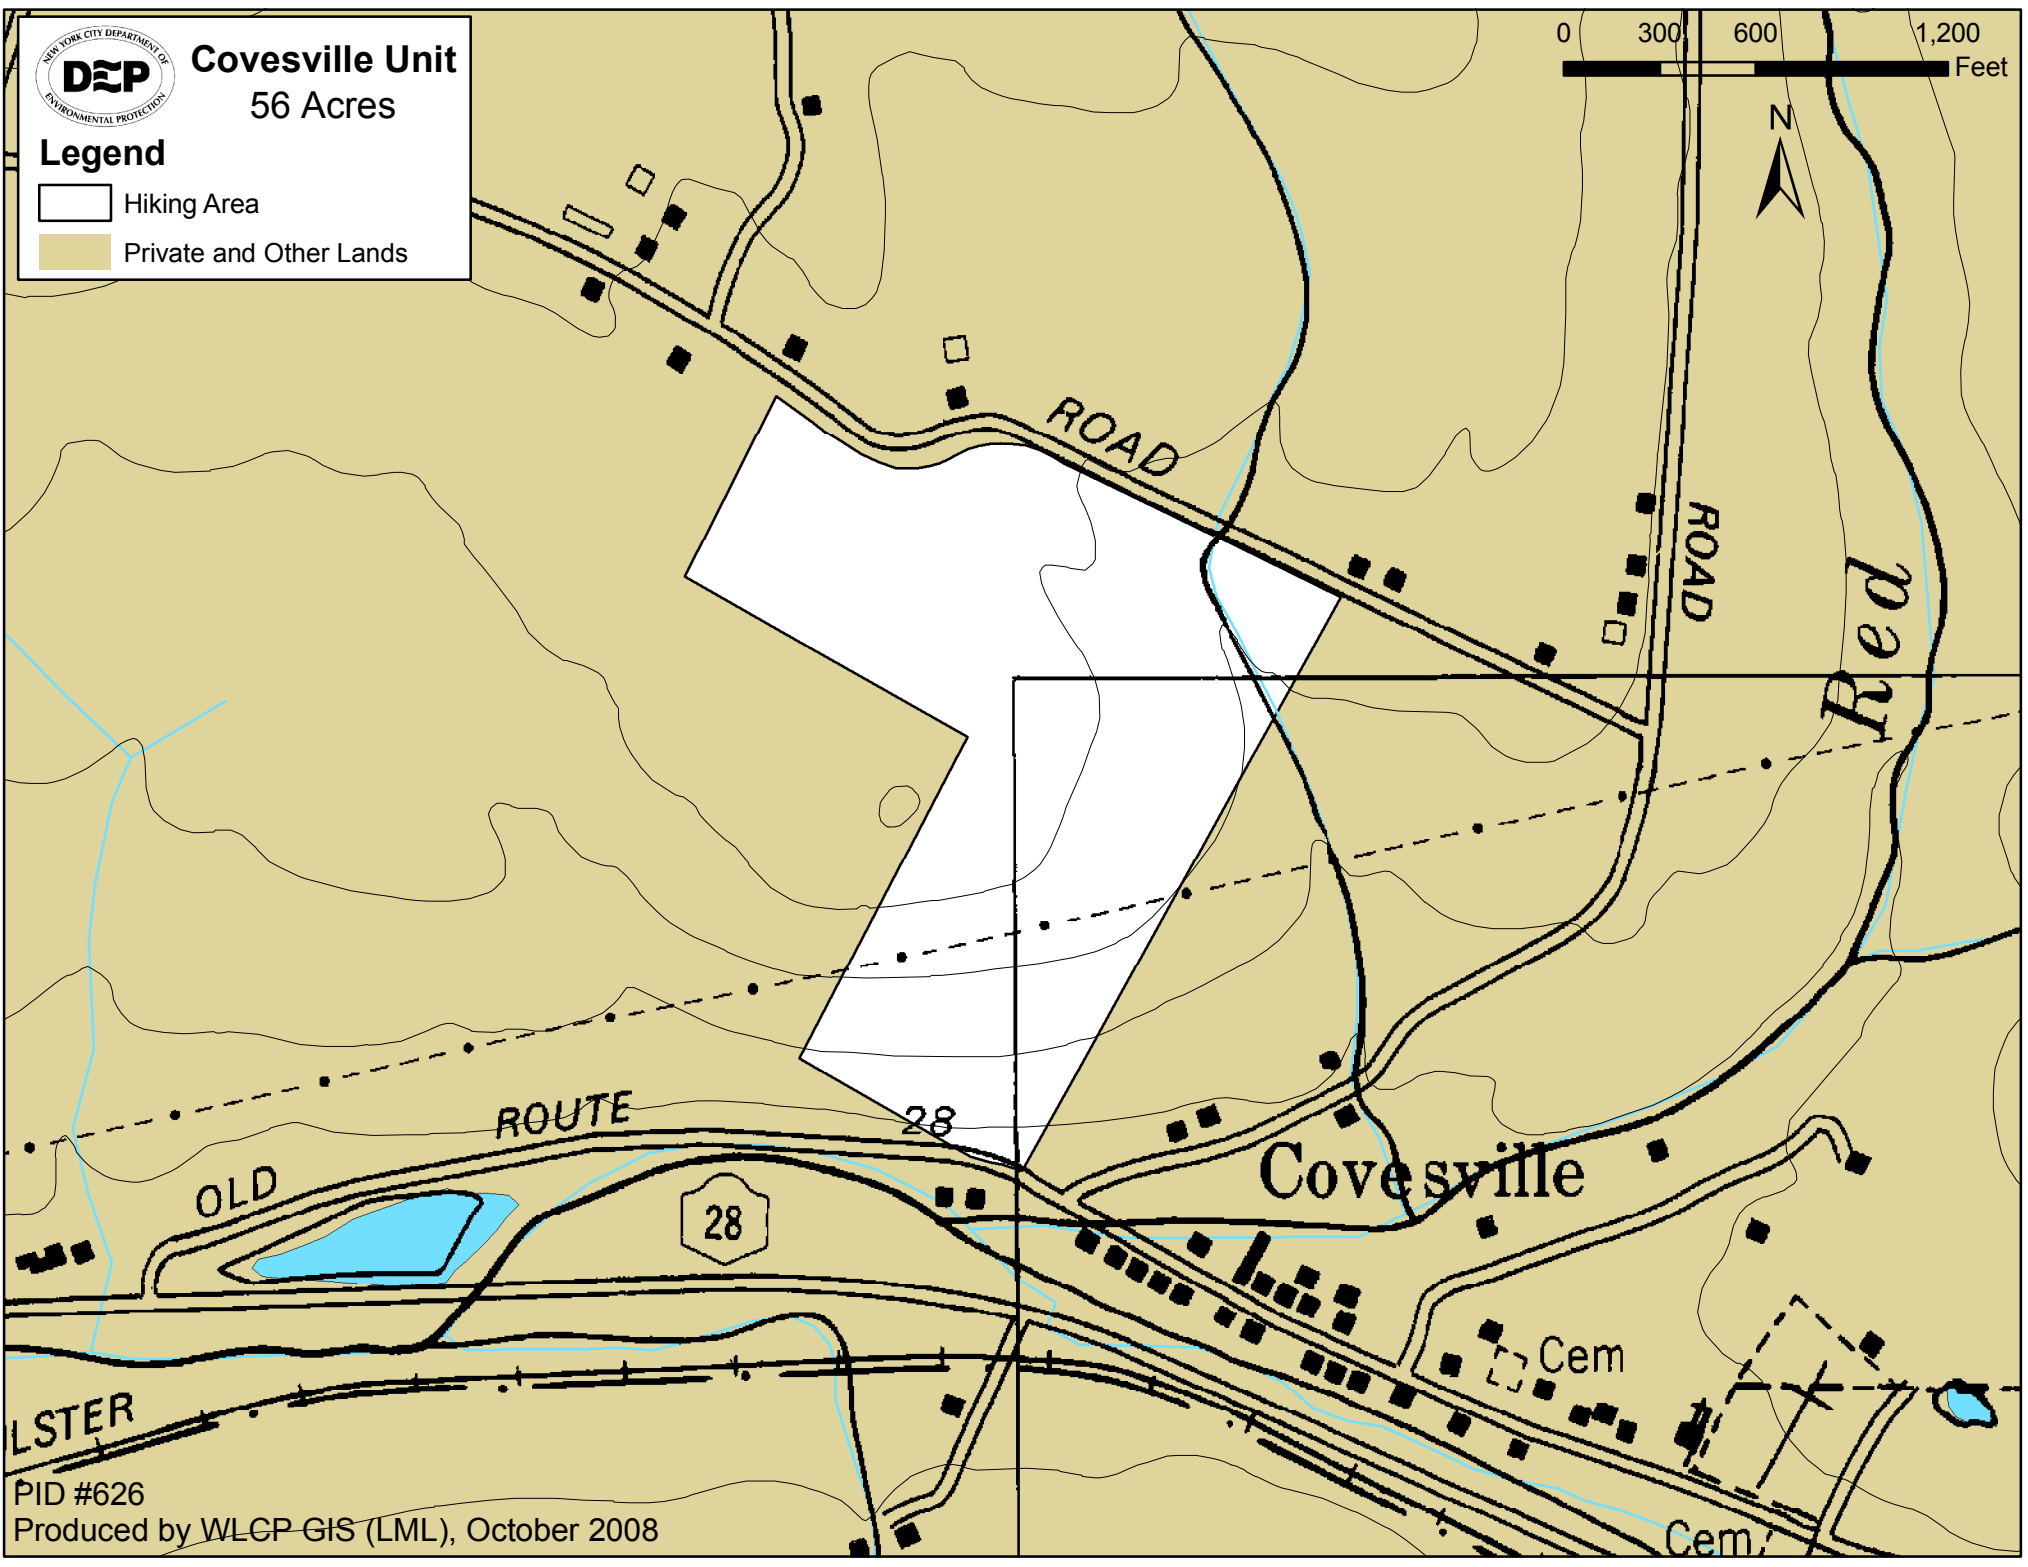 NEW YORK CITY DEPARTMENT OF
DEP
ENVIRONMENTAL PROTECTION
Covesville Unit
56 Acres
Legend
Hiking Area
Private and Other Lands
0 300 600 1,200
Feet
N
ROAD
ROAD
Red
ROUTE
28
OLD
28
Covesville
Cem
LSTER
PID #626
Produced by WLCP GIS (LML), October 2008
Cem